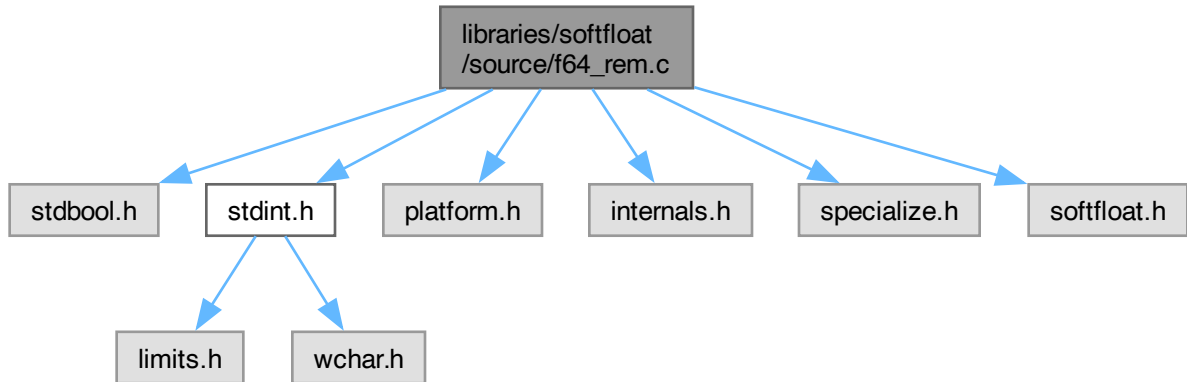 libraries/softfloat
/source/f64_rem.c
stdbool.h
stdint.h
platform.h
internals.h
specialize.h
softfloat.h
limits.h
wchar.h